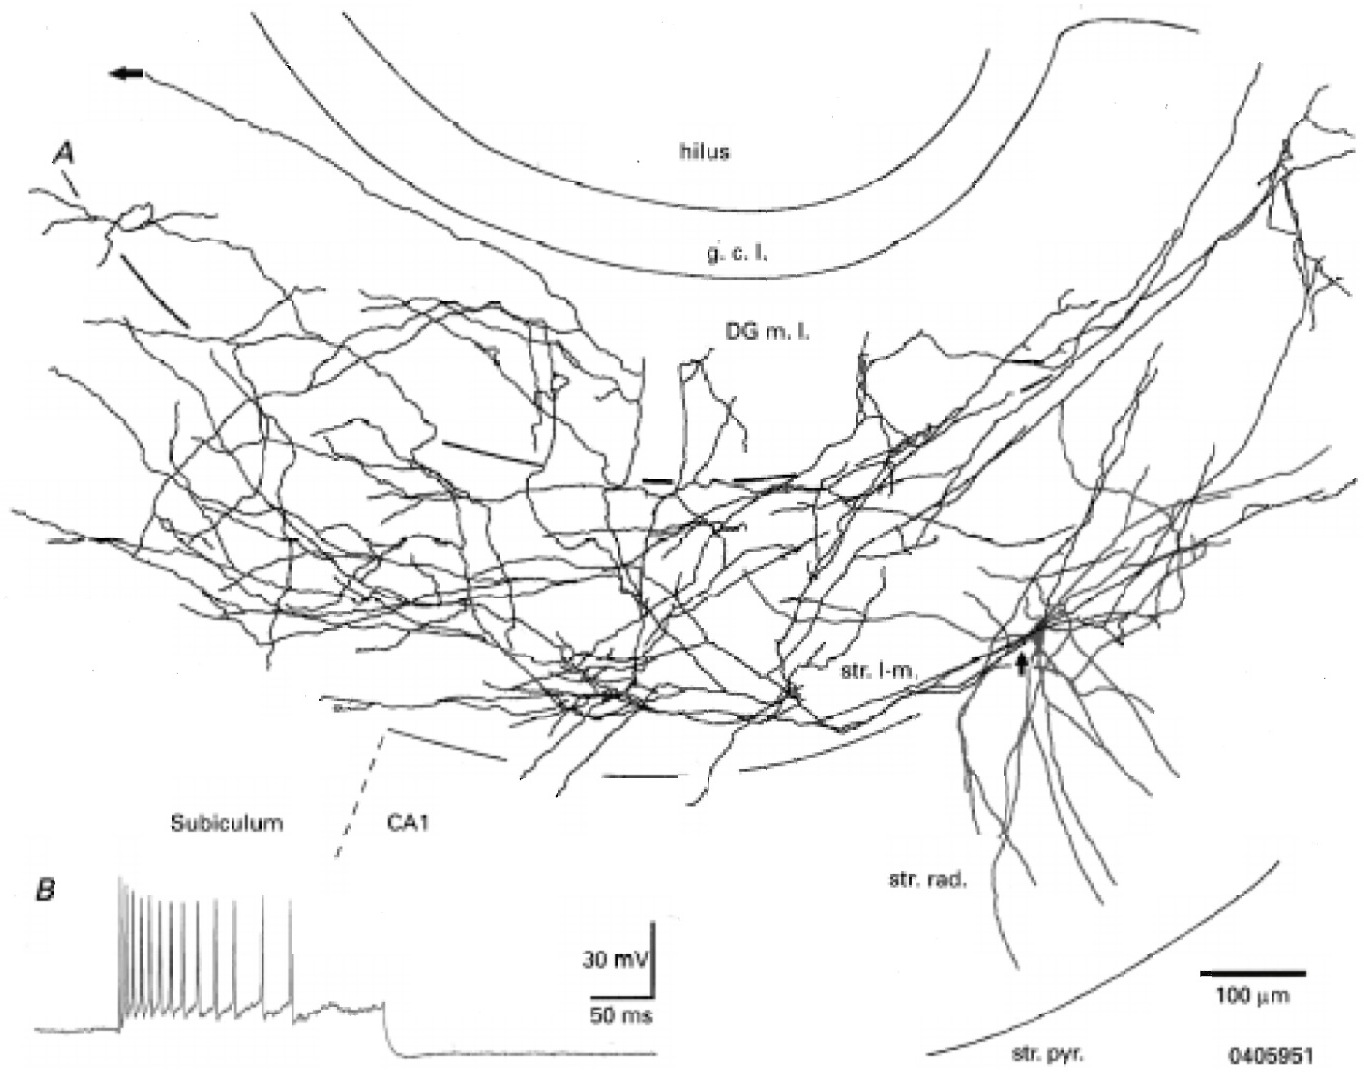 A
hilus
g. c. l.
DG m. l.
str. l-m.
Subiculum
CA1
str. rad.
B
30 mV
50 ms
100 μm
str. pyr.
0405951